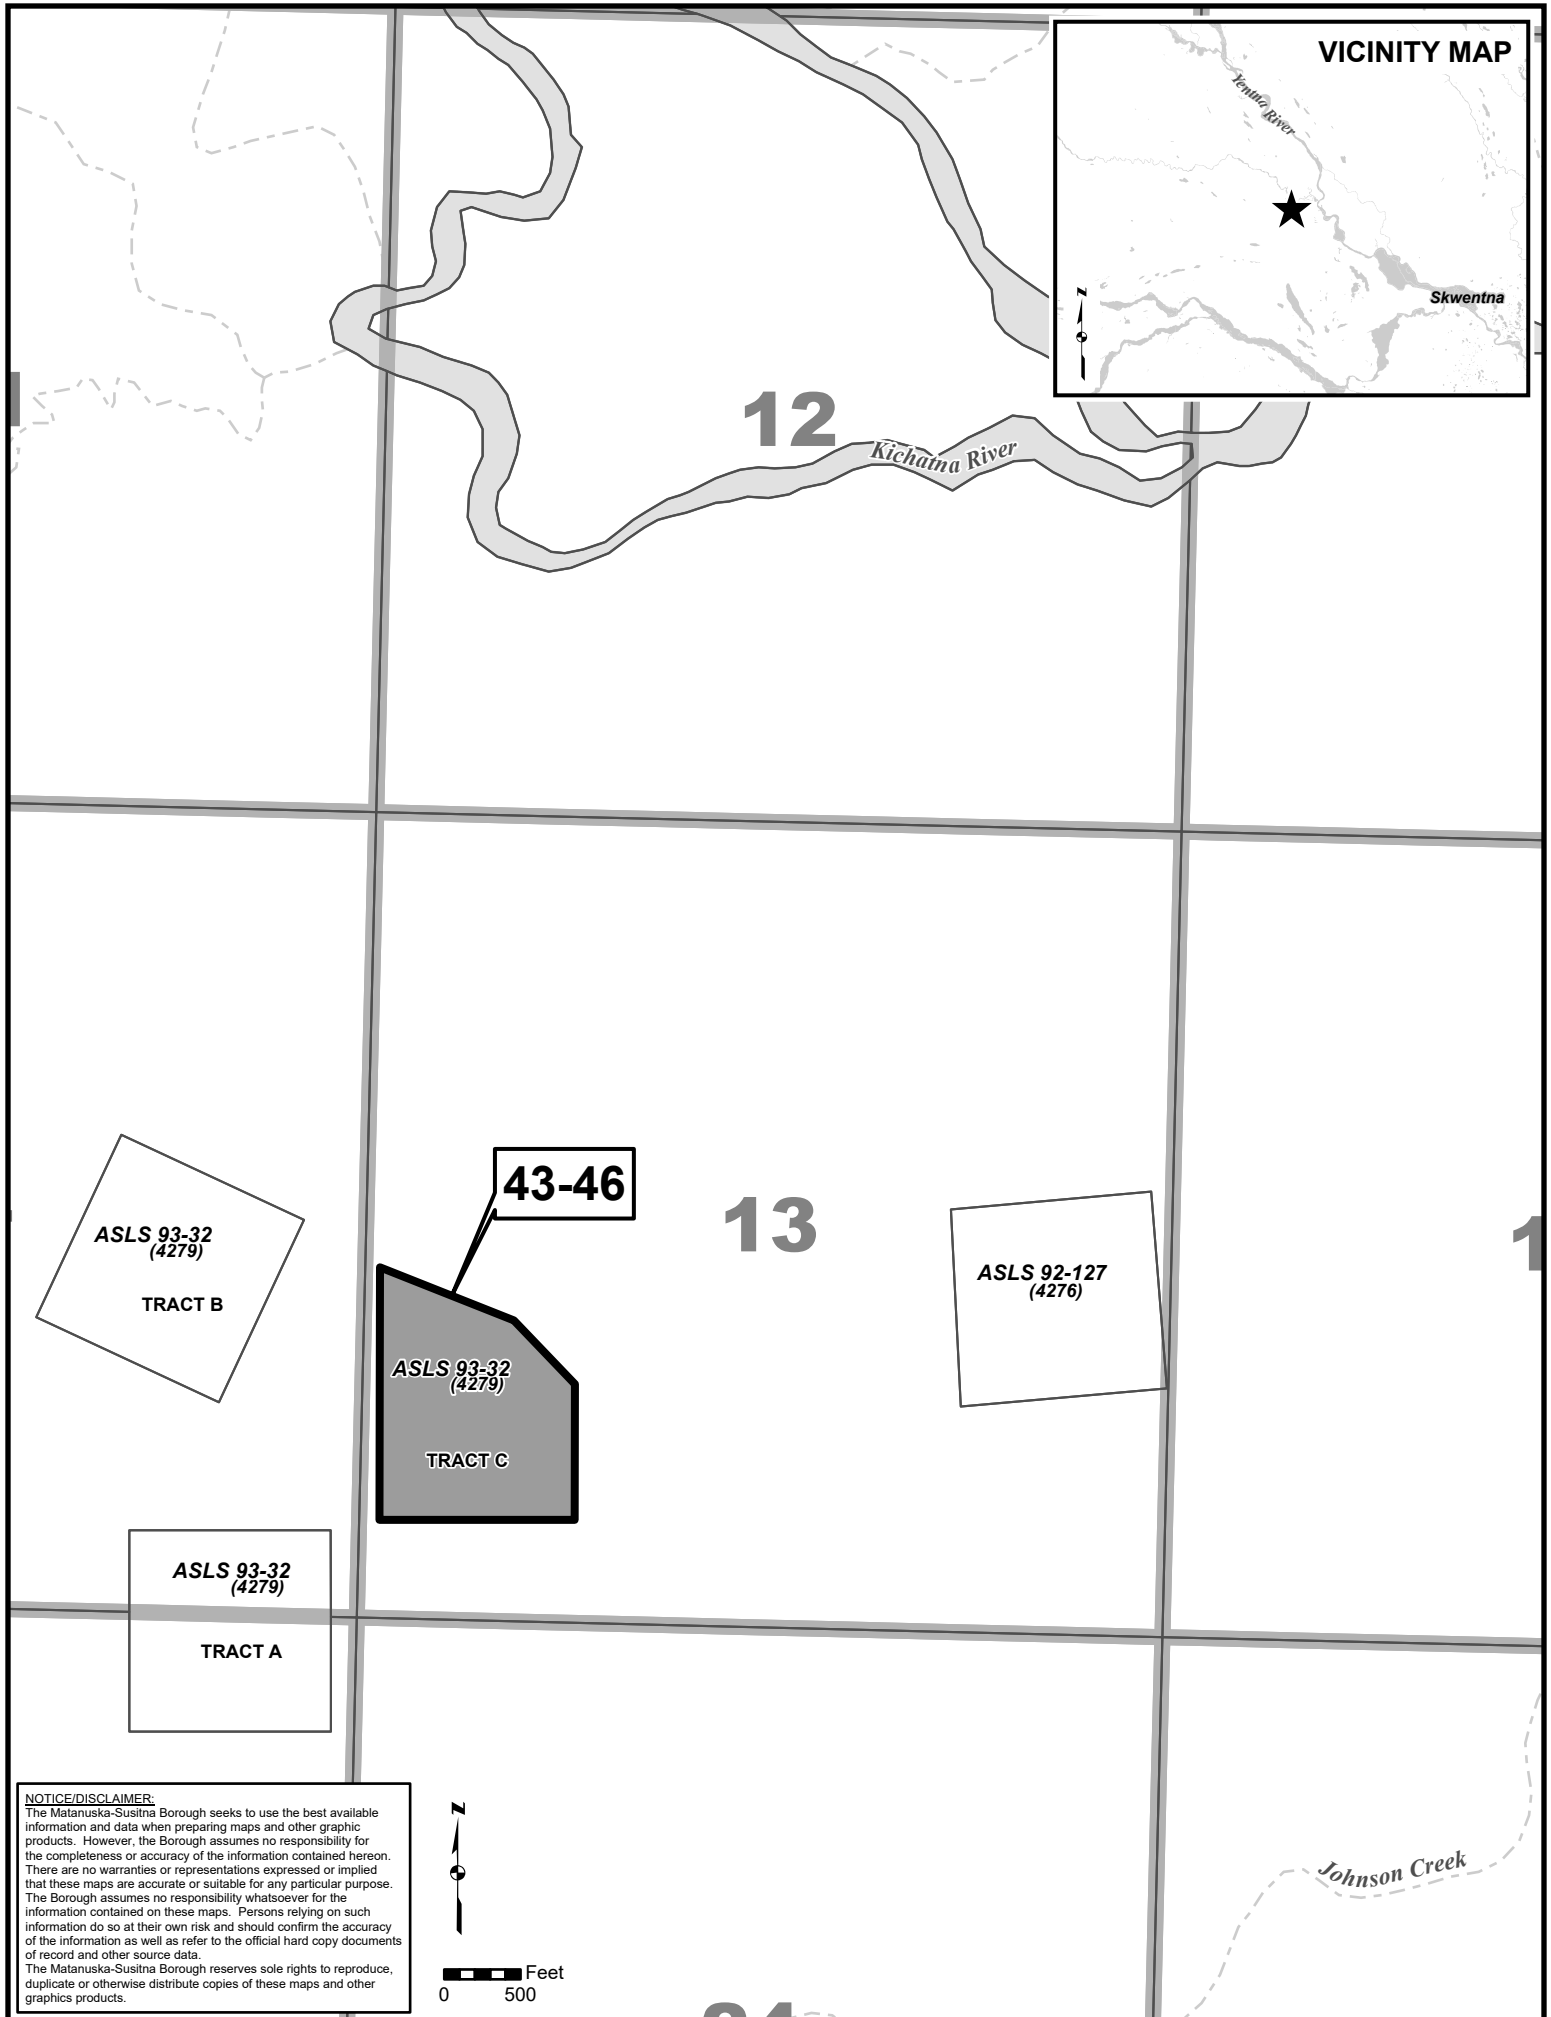 VICINITY MAP
Yentna River
Skwentna
N
12
Kichatna River
43-46
13
ASLS 93-32
(4279)
TRACT B
ASLS 92-127
(4276)
ASLS 93-32
(4279)
TRACT C
ASLS 93-32
(4279)
TRACT A
NOTICE/DISCLAIMER:
The Matanuska-Susitna Borough seeks to use the best available
information and data when preparing maps and other graphic
products. However, the Borough assumes no responsibility for
the completeness or accuracy of the information contained hereon.
There are no warranties or representations expressed or implied
that these maps are accurate or suitable for any particular purpose.
The Borough assumes no responsibility whatsoever for the
information contained on these maps. Persons relying on such
information do so at their own risk and should confirm the accuracy
of the information as well as refer to the official hard copy documents
of record and other source data.
The Matanuska-Susitna Borough reserves sole rights to reproduce,
duplicate or otherwise distribute copies of these maps and other
graphics products.
N
Feet
0 500
Johnson Creek